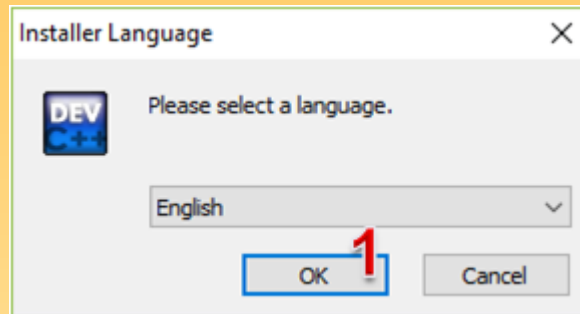 Installer Language
DEV
C++
Please select a language.
English
1
OK
Cancel